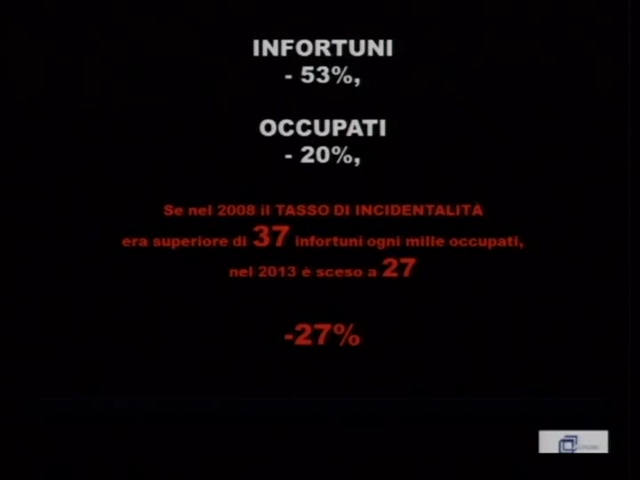 INFORTUNI
- 53%,
OCCUPATI
- 20%,
Se nel 2008 il TASSO DI INCIDENTALITÀ
era superiore di 37 infortuni ogni mille occupati,
nel 2013 è sceso a 27
-27%